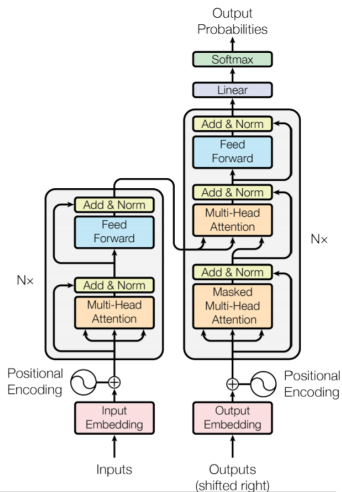 Output
Probabilities
Softmax
Linear
Add & Norm
Feed
Forward
Add & Norm
Multi-Head
Attention
Add & Norm
Masked
Multi-Head
Attention
N×
Positional
Encoding
Output
Embedding
Outputs
(shifted right)
Add & Norm
Feed
Forward
N×
Add & Norm
Multi-Head
Attention
Positional
Encoding
Input
Embedding
Inputs